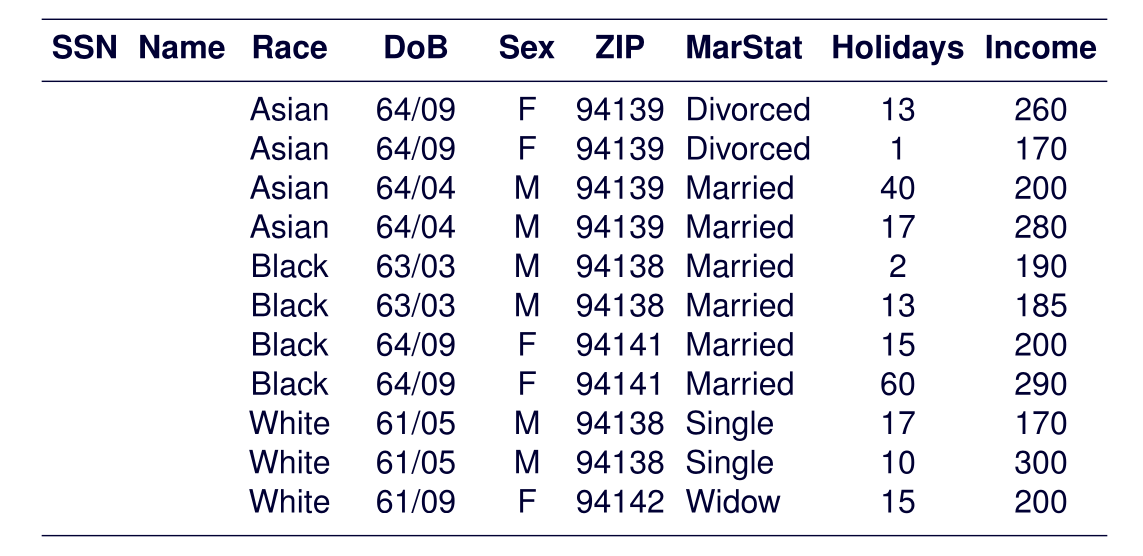 SSN Name Race DoB Sex ZIP MarStat Holidays Income
Asian 64/09 F 94139 Divorced 13 260
Asian 64/09 F 94139 Divorced 1 170
Asian 64/04 M 94139 Married 40 200
Asian 64/04 M 94139 Married 17 280
Black 63/03 M 94138 Married 2 190
Black 63/03 M 94138 Married 13 185
Black 64/09 F 94141 Married 15 200
Black 64/09 F 94141 Married 60 290
White 61/05 M 94138 Single 17 170
White 61/05 M 94138 Single 10 300
White 61/09 F 94142 Widow 15 200